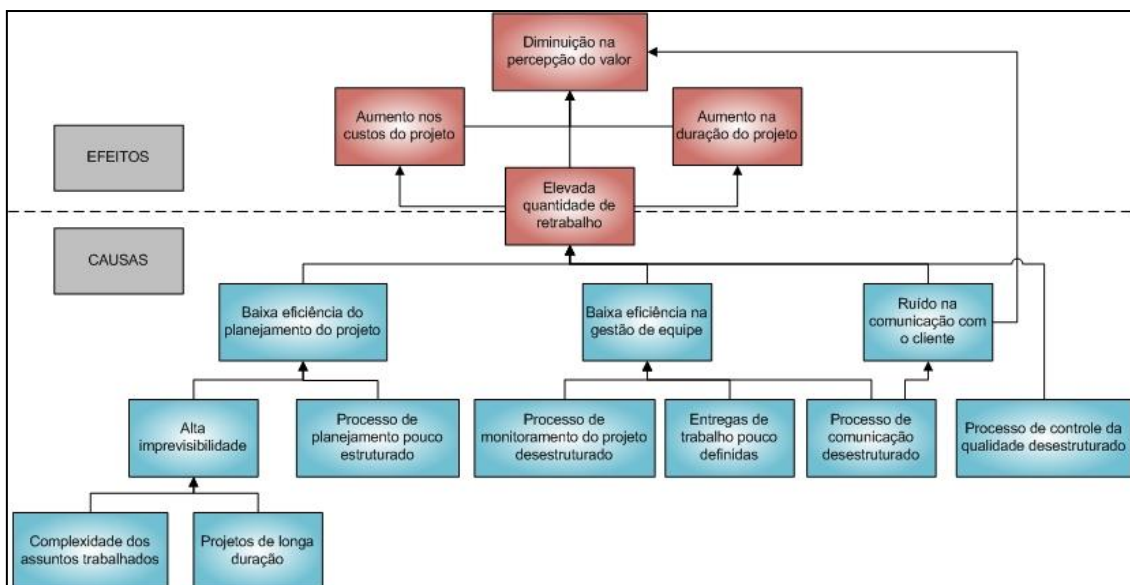 Diminuição na
percepção do valor
Aumento nos
custos do projeto
Aumento na
duração do projeto
EFEITOS
Elevada
quantidade de
retrabalho
CAUSAS
Baixa eficiência do
planejamento do projeto
Baixa eficiência na
gestão de equipe
Ruído na
comunicação com
o cliente
Alta
imprevisibilidade
Processo de
planejamento pouco
estruturado
Processo de
monitoramento do projeto
desestruturado
Entregas de
trabalho pouco
definidas
Processo de
comunicação
desestruturado
Processo de controle da
qualidade desestruturado
Complexidade dos
assuntos trabalhados
Projetos de longa
duração